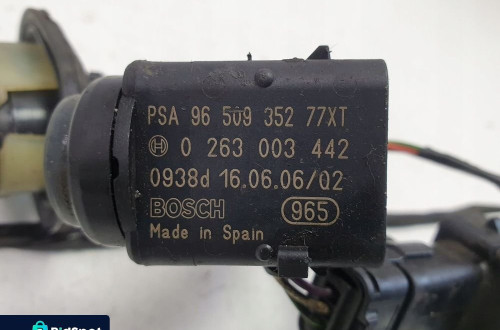 PSA 96 509 352 77XT
0 263 003 442
0938d 16.06.06/02
BOSCH 965
Made in Spain
BidSpot